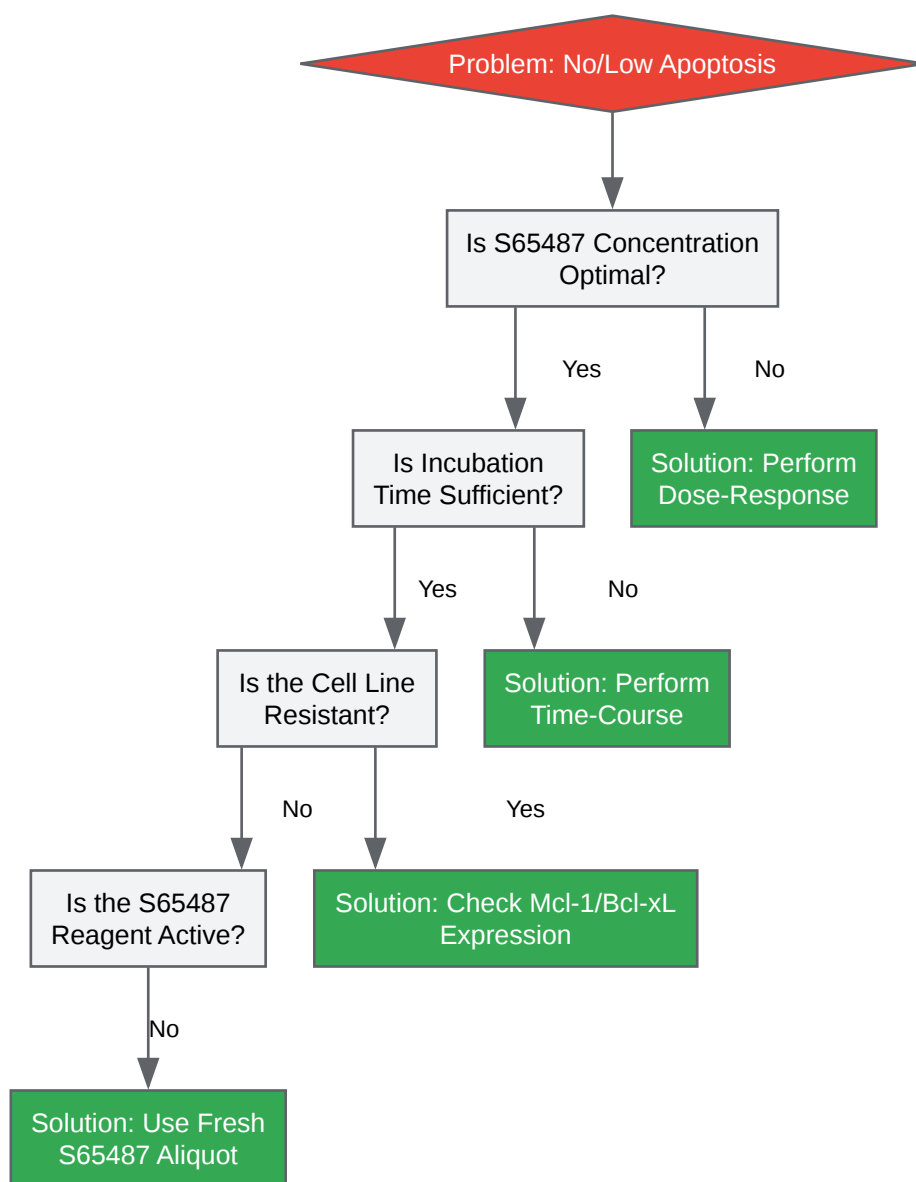 Problem: No/Low Apoptosis
Is S65487 Concentration
Optimal?
Yes
No
Is Incubation
Time Sufficient?
Solution: Perform
Dose-Response
Yes
No
Is the Cell Line
Resistant?
Solution: Perform
Time-Course
No
Yes
Is the S65487
Reagent Active?
Solution: Check Mcl-1/Bcl-xL
Expression
No
Solution: Use Fresh
S65487 Aliquot